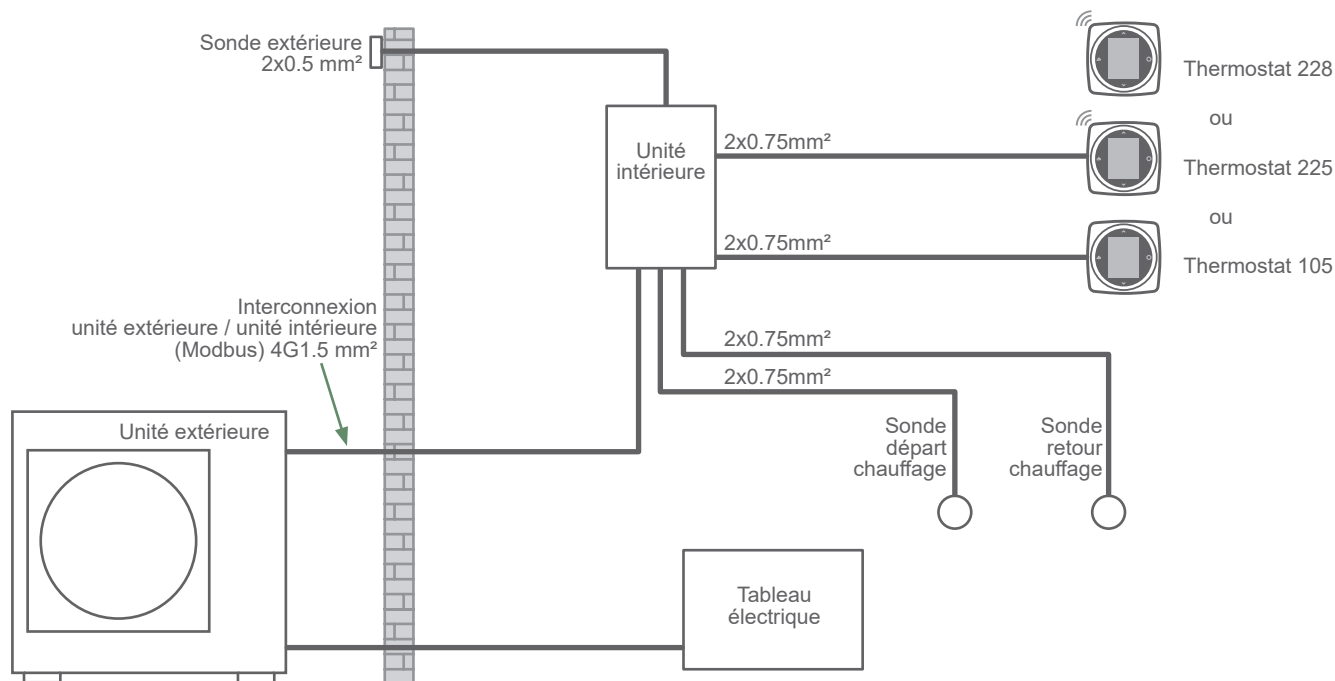 Sonde extérieure
2x0.5 mm²
Thermostat 228
ou
Unité
intérieure
2x0.75mm²
Thermostat 225
ou
2x0.75mm²
Thermostat 105
Interconnexion
unité extérieure / unité intérieure
(Modbus) 4G1.5 mm²
2x0.75mm²
2x0.75mm²
Unité extérieure
Sonde
départ
chauffage
Sonde
retour
chauffage
Tableau
électrique